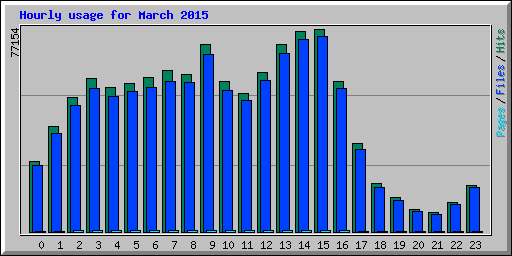 Hourly usage for March 2015
77154
Pages/Files/Hits
0 1 2 3 4 5 6 7 8 9 10 11 12 13 14 15 16 17 18 19 20 21 22 23